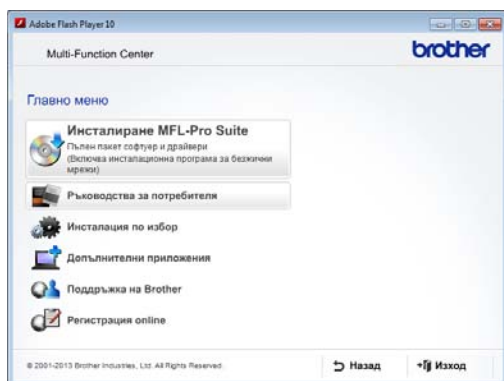 Adobe Flash Player 10
Multi-Function Center
brother
Главно меню
Инсталиране MFL-Pro Suite
Пълен пакет софтуер и драйвери
(Включва инсталационна програма за безжични
мрежи)
Ръководства за потребителя
Инсталация по избор
Допълнителни приложения
Поддръжка на Brother
Регистрация online
© 2001-2013 Brother Industries, Ltd. All Rights Reserved.
Назад
Изход